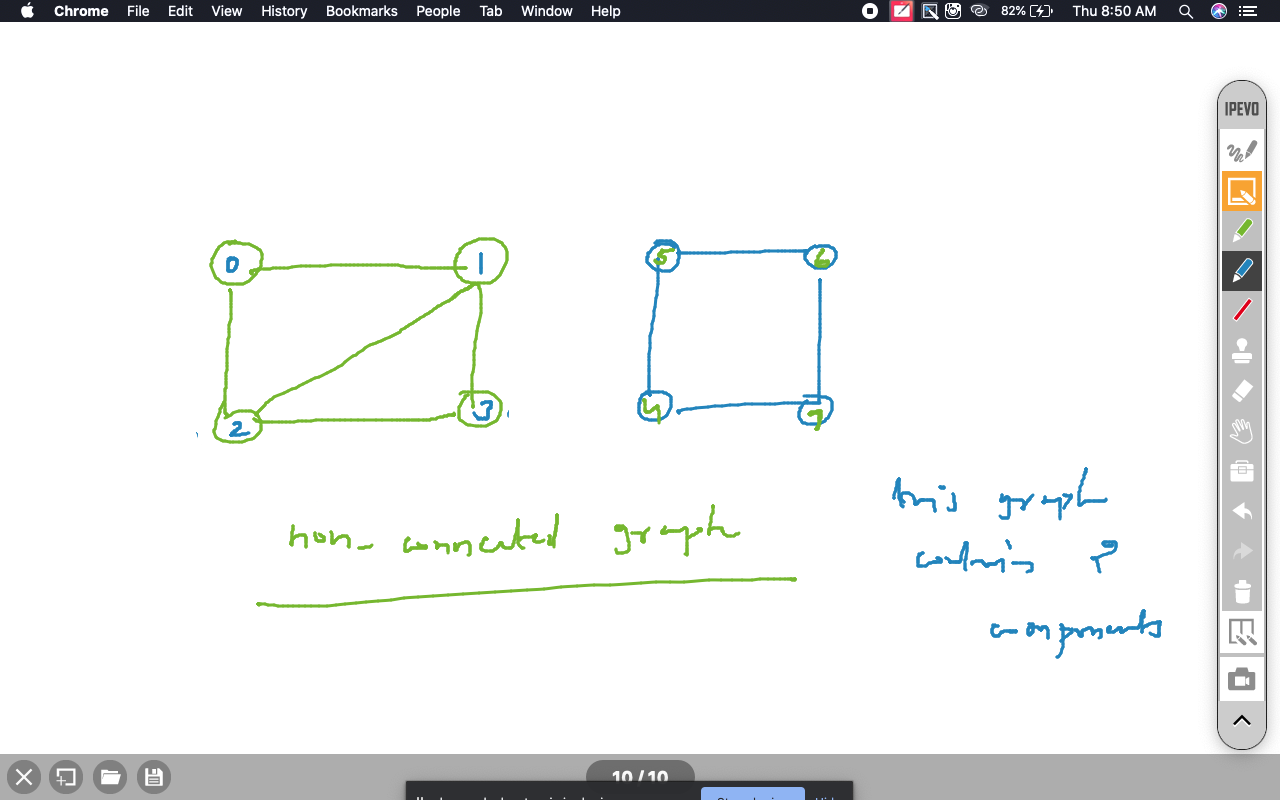 Chrome File Edit View History Bookmarks People Tab Window Help 82% Thu 8:50 AM
IPEVO
0 1 5 6
2 3 4 7
non-connected graph
this graph
contains 2
components
10/10